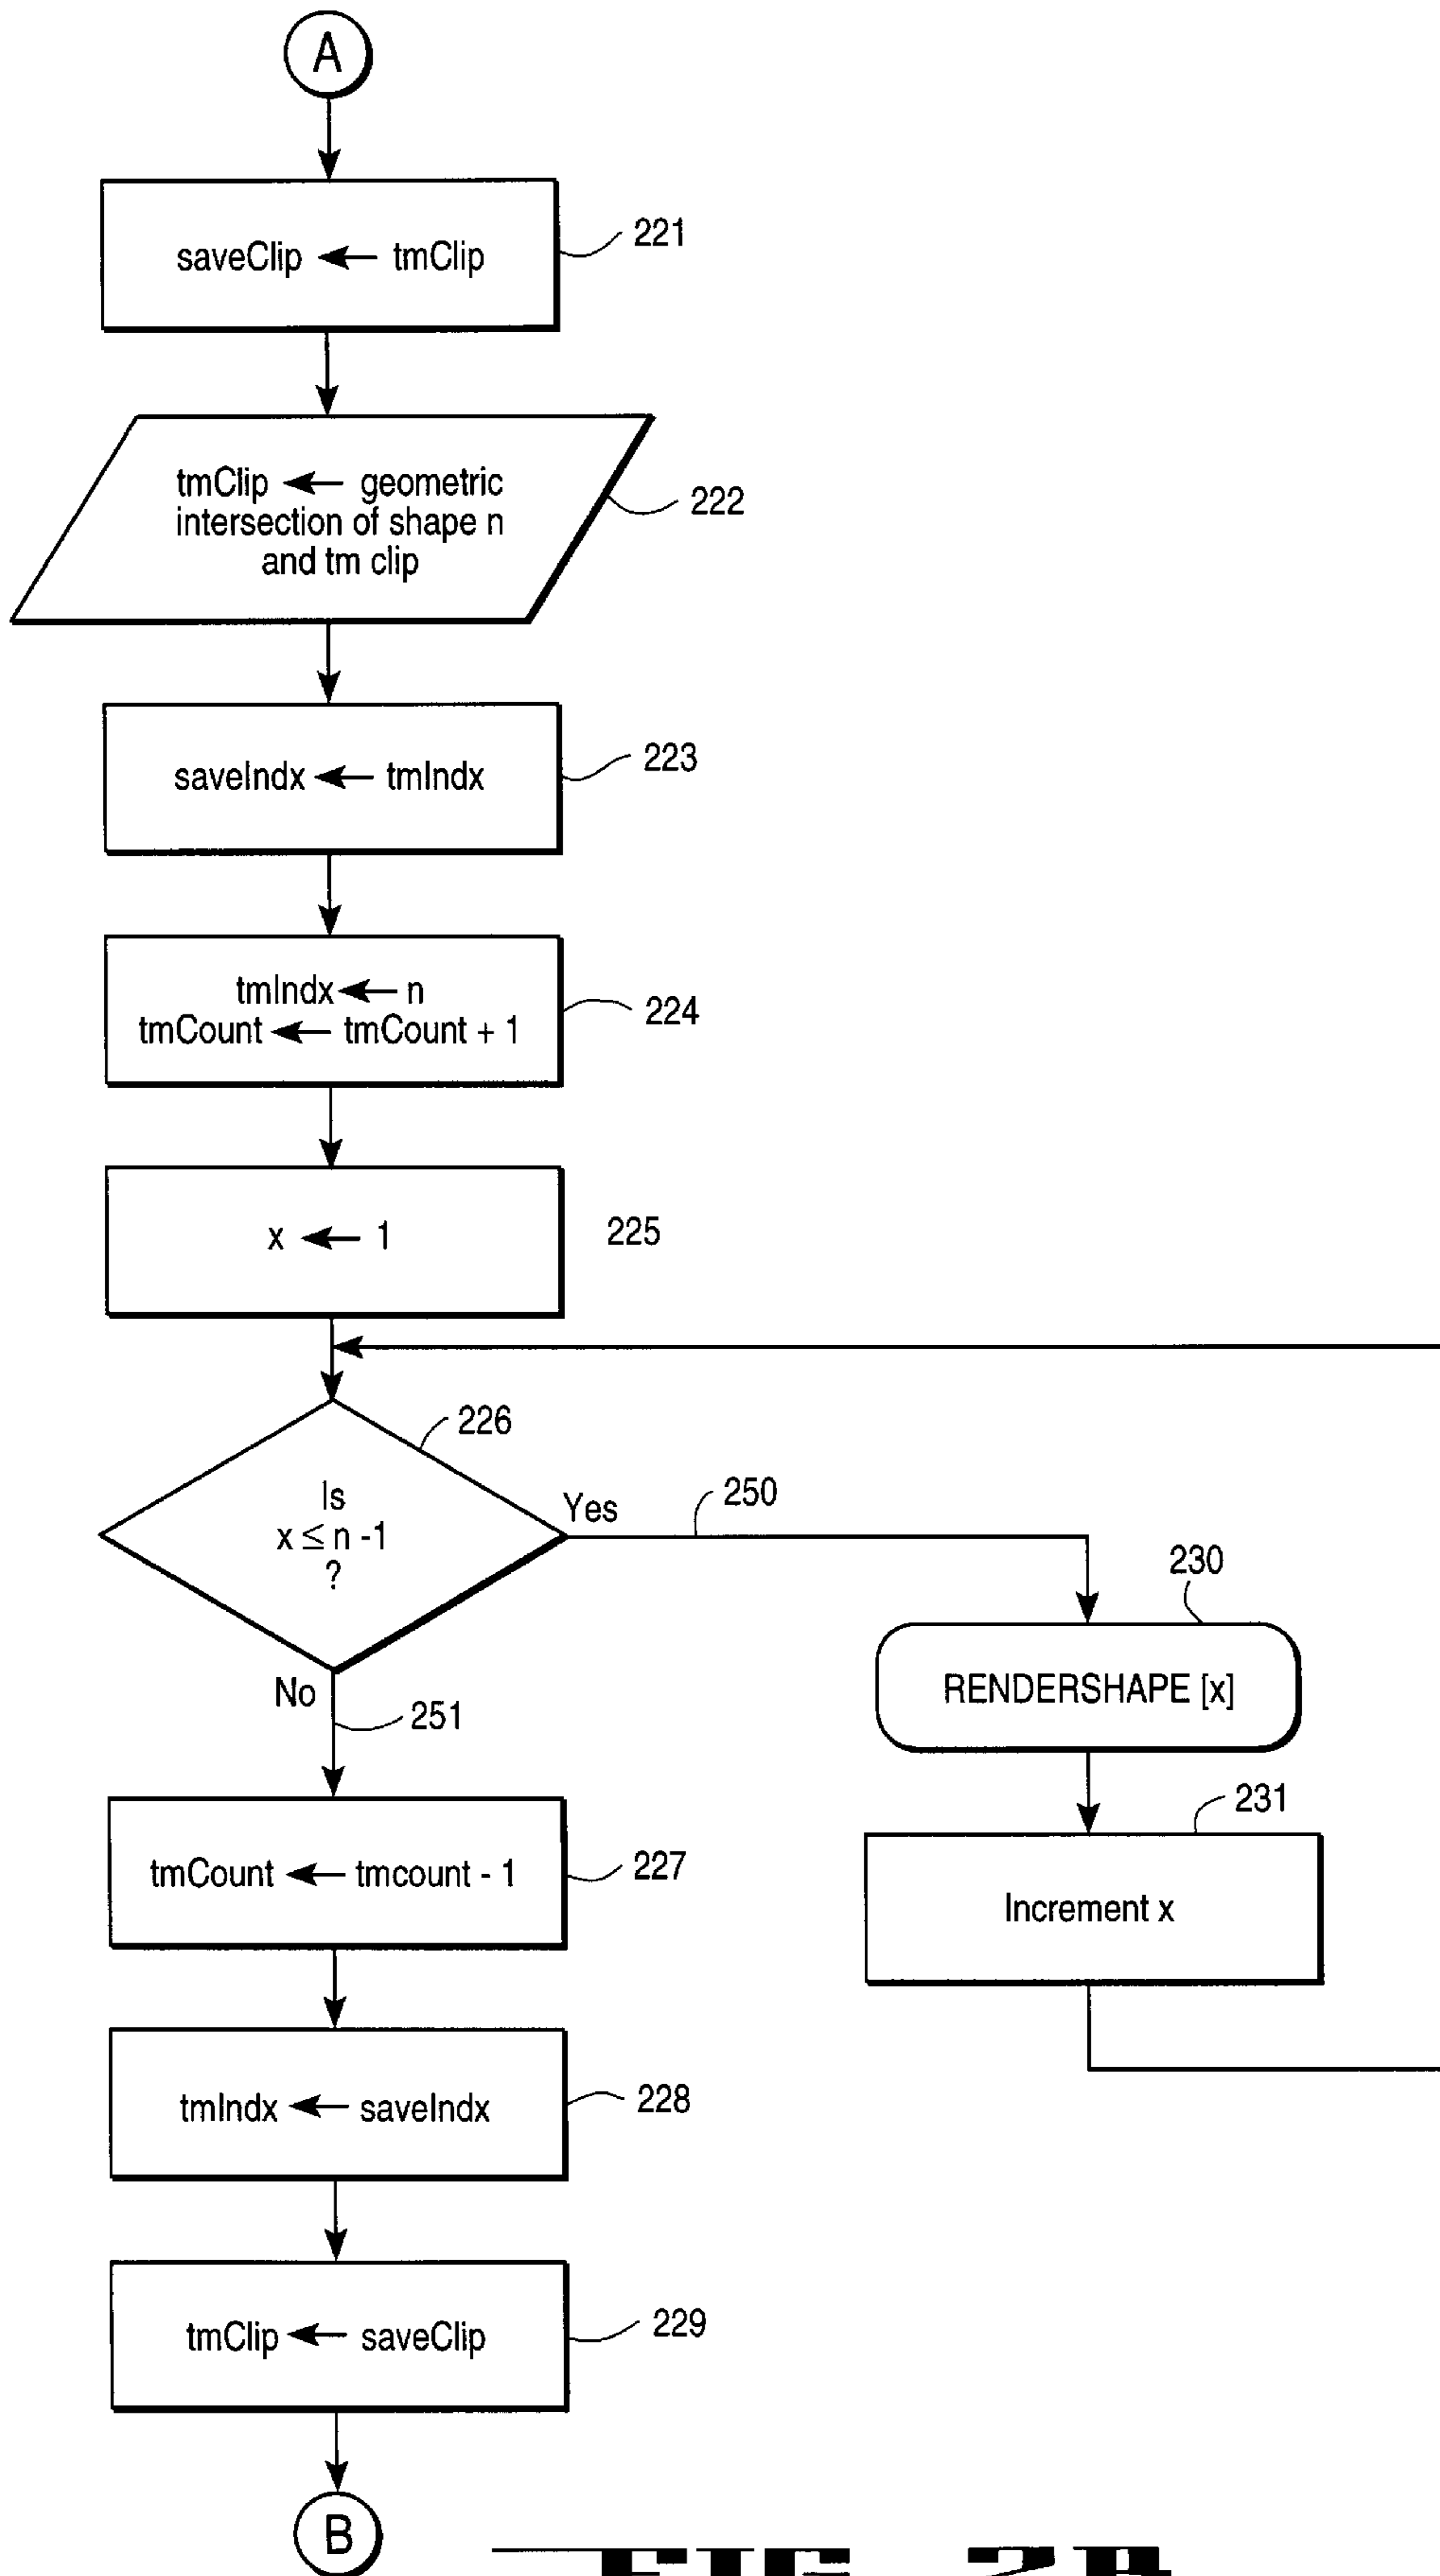 A
saveClip ← tmClip
221
tmClip ← geometric
intersection of shape n
and tm clip
222
saveIndx ← tmIndx
223
tmIndx ← n
tmCount ← tmCount + 1
224
x ← 1
225
226
Is
x ≤ n -1
?
Yes
250
230
RENDERSHAPE [x]
No
251
231
Increment x
tmCount ← tmcount - 1
227
tmIndx ← saveIndx
228
tmClip ← saveClip
229
B
FIG. 2B